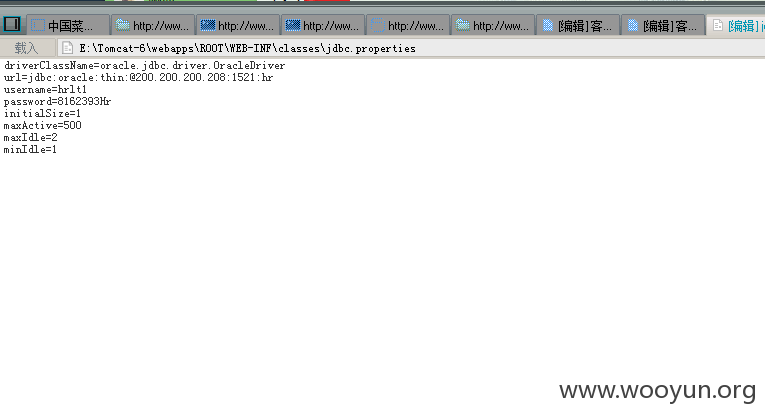 中国菜...
http://ww...
http://ww...
http://ww...
http://ww...
http://ww...
[编辑] 客...
[编辑] 客...
[编辑] j
载入
E:\Tomcat-6\webapps\ROOT\WEB-INF\classes\jdbc.properties
driverClassName=oracle.jdbc.driver.OracleDriver
url=jdbc:oracle:thin:@200.200.200.208:1521:hr
username=hrlt1
password=8162393Hr
initialSize=1
maxActive=500
maxIdle=2
minIdle=1
www.wooyun.org